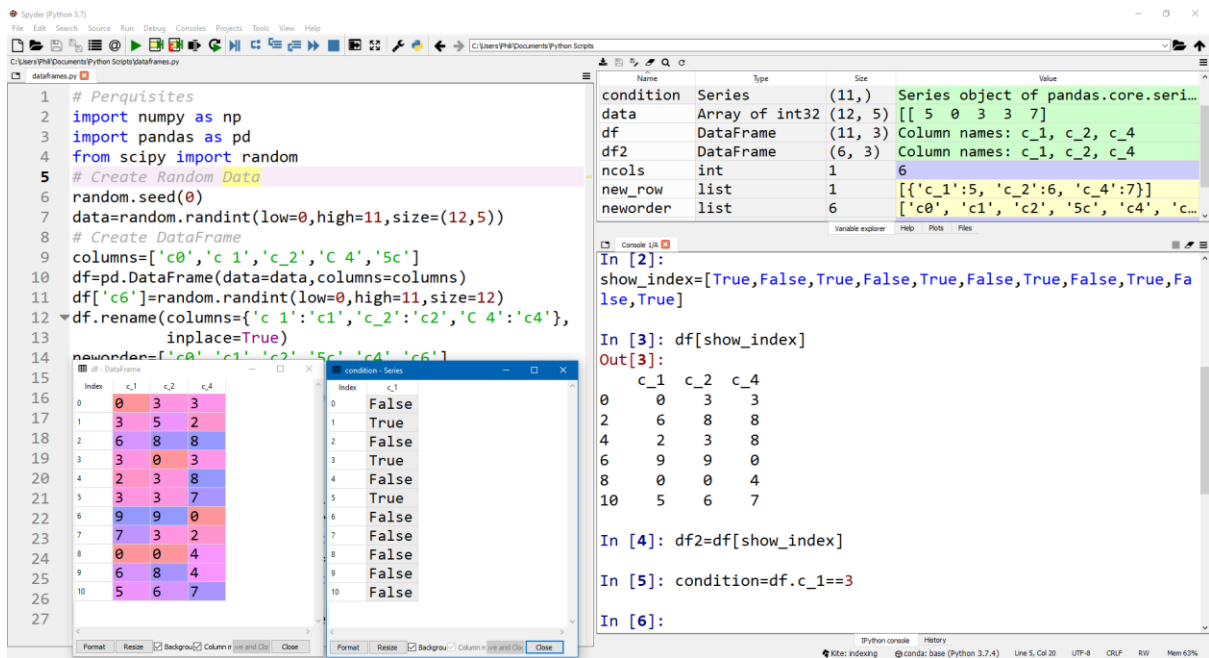 Spyder (Python 3.7)
File Edit Search Source Run Debug Consoles Projects Tools View Help
C:\Users\Phil\Documents\Python Scripts
C:\Users\Phil\Documents\Python Scripts\dataframes.py
dataframes.py
1 # Perquisites
2 import numpy as np
3 import pandas as pd
4 from scipy import random
5 # Create Random Data
6 random.seed(0)
7 data=random.randint(low=0,high=11,size=(12,5))
8 # Create DataFrame
9 columns=['c0','c 1','c_2','C 4','5c']
10 df=pd.DataFrame(data=data,columns=columns)
11 df['c6']=random.randint(low=0,high=11,size=12)
12 df.rename(columns={'c 1':'c1','c_2':'c2','C 4':'c4'},
13 inplace=True)
14 neworder=['c0','c1','c2','5c','c4','c6']
15
16
17
18
19
20
21
22
23
24
25
26
27
df - DataFrame
Index c_1 c_2 c_4
0 0 3 3
1 3 5 2
2 6 8 8
3 3 0 3
4 2 3 8
5 3 3 7
6 9 9 0
7 7 3 2
8 0 0 4
9 6 8 4
10 5 6 7
Format Resize Backgrou Column n ve and Clo Close
condition - Series
Index c_1
0 False
1 True
2 False
3 True
4 False
5 True
6 False
7 False
8 False
9 False
10 False
Format Resize Backgrou Column n ve and Clo Close
Name Type Size Value
condition Series (11,) Series object of pandas.core.seri…
data Array of int32 (12, 5) [[ 5 0 3 3 7]
df DataFrame (11, 3) Column names: c_1, c_2, c_4
df2 DataFrame (6, 3) Column names: c_1, c_2, c_4
ncols int 1 6
new_row list 1 [{'c_1':5, 'c_2':6, 'c_4':7}]
neworder list 6 ['c0', 'c1', 'c2', '5c', 'c4', 'c…
Variable explorer Help Plots Files
Console 1/A
In [2]:
show_index=[True,False,True,False,True,False,True,False,True,Fa
lse,True]
In [3]: df[show_index]
Out[3]:
c_1 c_2 c_4
0 0 3 3
2 6 8 8
4 2 3 8
6 9 9 0
8 0 0 4
10 5 6 7
In [4]: df2=df[show_index]
In [5]: condition=df.c_1==3
In [6]:
IPython console History
Kite: indexing conda: base (Python 3.7.4) Line 5, Col 20 UTF-8 CRLF RW Mem 63%